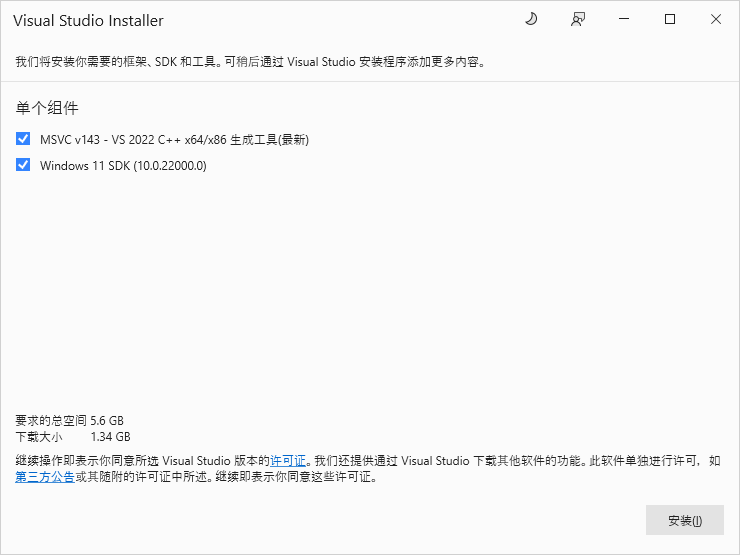 Visual Studio Installer
我们将安装你需要的框架、SDK 和工具。可稍后通过 Visual Studio 安装程序添加更多内容。
单个组件
MSVC v143 - VS 2022 C++ x64/x86 生成工具(最新)
Windows 11 SDK (10.0.22000.0)
要求的总空间 5.6 GB
下载大小 1.34 GB
继续操作即表示你同意所选 Visual Studio 版本的许可证。我们还提供通过 Visual Studio 下载其他软件的功能。此软件单独进行许可，如
第三方公告或其随附的许可证中所述。继续即表示你同意这些许可证。
安装(I)